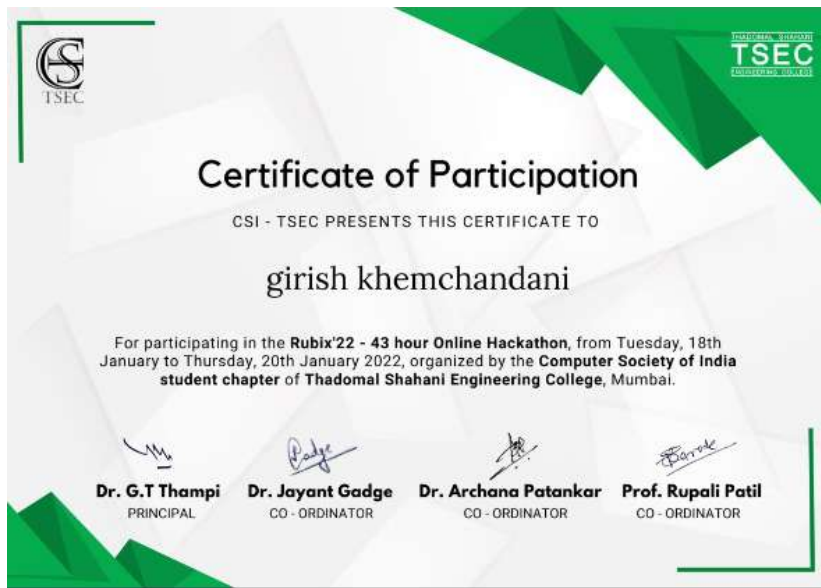 TSEC
THADOMAL SHAHANI
TSEC
ENGINEERING COLLEGE
Certificate of Participation
CSI - TSEC PRESENTS THIS CERTIFICATE TO
girish khemchandani
For participating in the Rubix'22 - 43 hour Online Hackathon, from Tuesday, 18th
January to Thursday, 20th January 2022, organized by the Computer Society of India
student chapter of Thadomal Shahani Engineering College, Mumbai.
Dr. G.T Thampi Dr. Jayant Gadge Dr. Archana Patankar Prof. Rupali Patil
PRINCIPAL CO - ORDINATOR CO - ORDINATOR CO - ORDINATOR